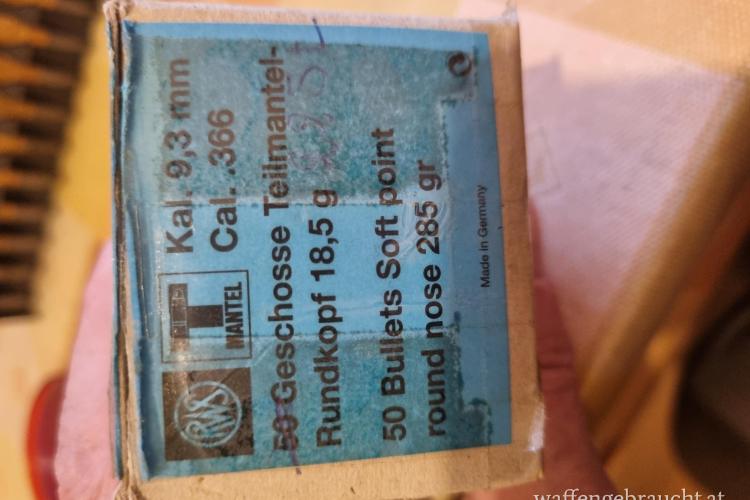 RWS
T
MANTEL
Kal. 9,3 mm
Cal. .366
50 Geschosse Teilmantel-
Rundkopf 18,5 g
50 Bullets Soft point
round nose 285 gr
Made in Germany
waffengebraucht.at